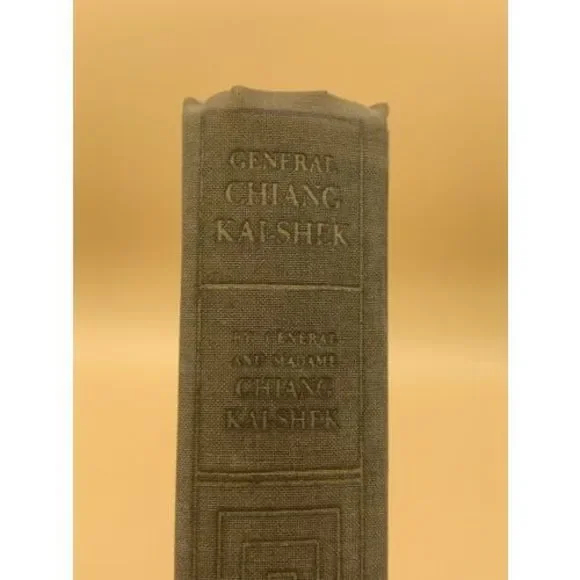 GENERAL
CHIANG
KAI-SHEK
BY GENERAL
AND MADAME
CHIANG
KAI-SHEK